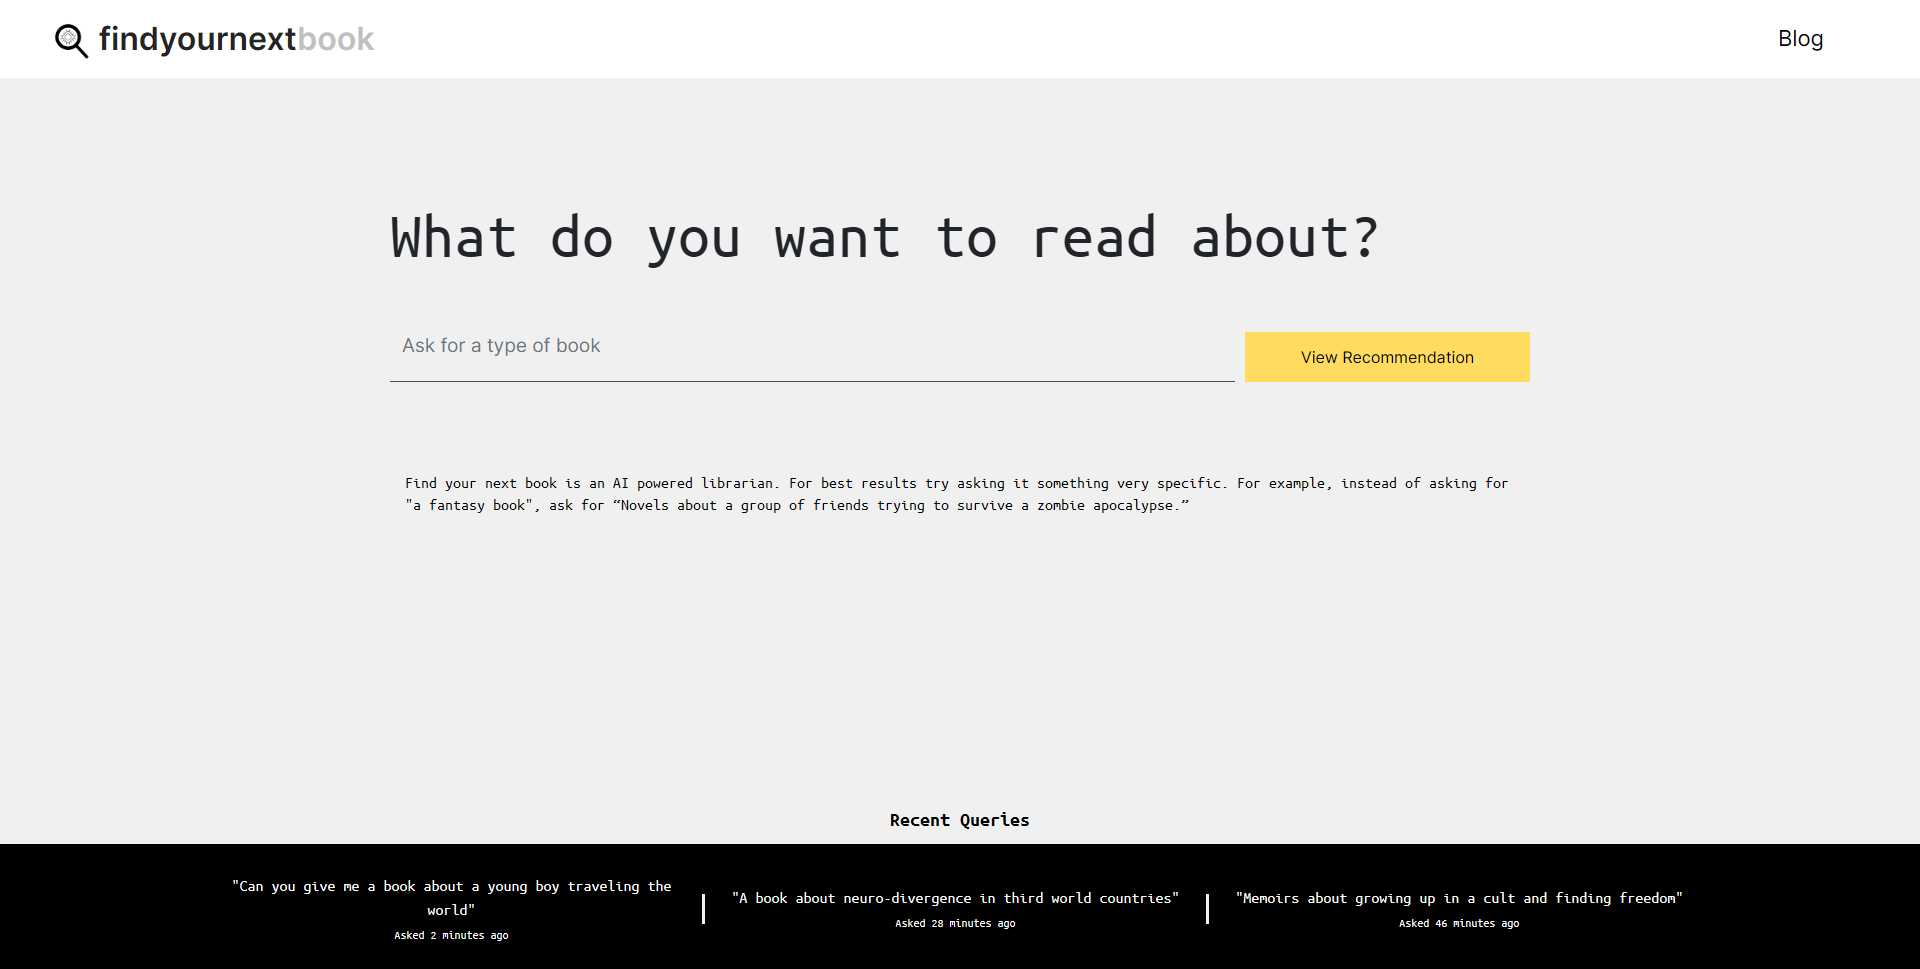 findyournextbook
Blog
What do you want to read about?
Ask for a type of book
View Recommendation
Find your next book is an AI powered librarian. For best results try asking it something very specific. For example, instead of asking for
"a fantasy book", ask for “Novels about a group of friends trying to survive a zombie apocalypse.”
Recent Queries
"Can you give me a book about a young boy traveling the
world"
Asked 2 minutes ago
"A book about neuro-divergence in third world countries"
Asked 28 minutes ago
"Memoirs about growing up in a cult and finding freedom"
Asked 46 minutes ago